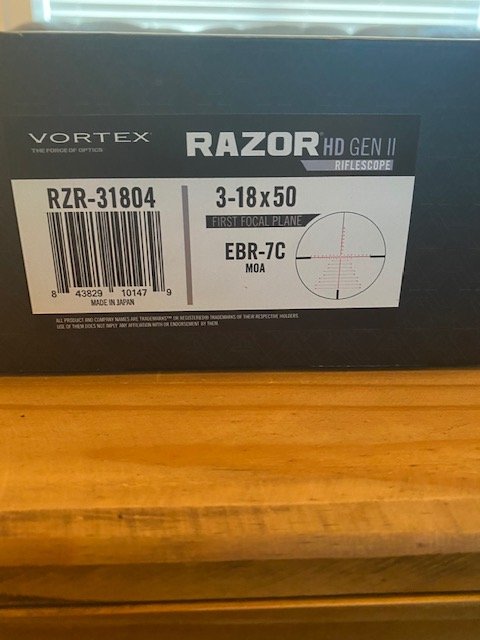 VORTEX
THE FORCE OF OPTICS
RAZOR HD GEN II
RIFLESCOPE
RZR-31804
8 43829 10147 9
MADE IN JAPAN
3-18x50
FIRST FOCAL PLANE
EBR-7C
MOA
ALL PRODUCT AND COMPANY NAMES ARE TRADEMARKS™ OR REGISTERED® TRADEMARKS OF THEIR RESPECTIVE HOLDERS
USE OF THEM DOES NOT IMPLY ANY AFFILIATION WITH OR ENDORSEMENT BY THEM.